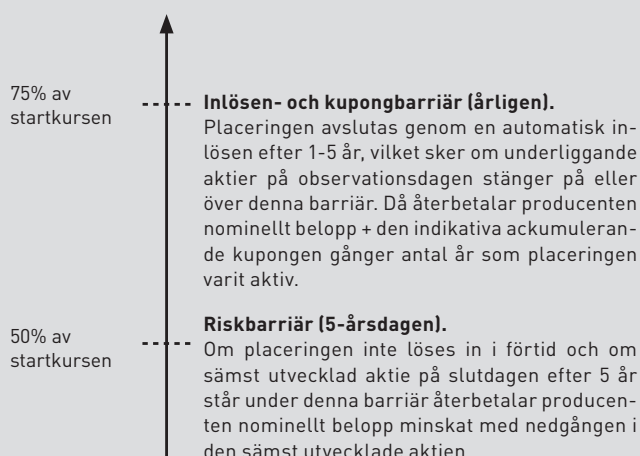 75% av
startkursen
Inlösen- och kupongbarriär (årligen).
Placeringen avslutas genom en automatisk in-
lösen efter 1-5 år, vilket sker om underliggande
aktier på observationsdagen stänger på eller
över denna barriär. Då återbetalar producenten
nominellt belopp + den indikativa ackumuleran-
de kupongen gånger antal år som placeringen
varit aktiv.
50% av
startkursen
Riskbarriär (5-årsdagen).
Om placeringen inte löses in i förtid och om
sämst utvecklad aktie på slutdagen efter 5 år
står under denna barriär återbetalar producen-
ten nominellt belopp minskat med nedgången i
den sämst utvecklade aktien